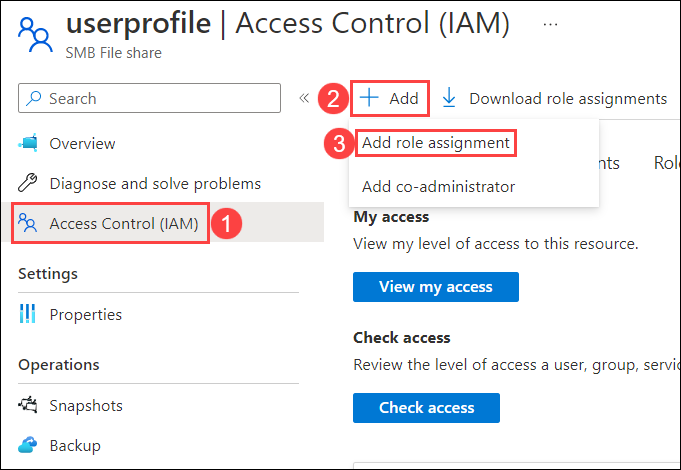 userprofile | Access Control (IAM) ...
SMB File share
Search
«
2
Add
Download role assignments
3
Add role assignment
Add co-administrator
nts
Rol
Overview
Diagnose and solve problems
Access Control (IAM)
1
Settings
Properties
Operations
Snapshots
Backup
My access
View my level of access to this resource.
View my access
Check access
Review the level of access a user, group, servic
Check access